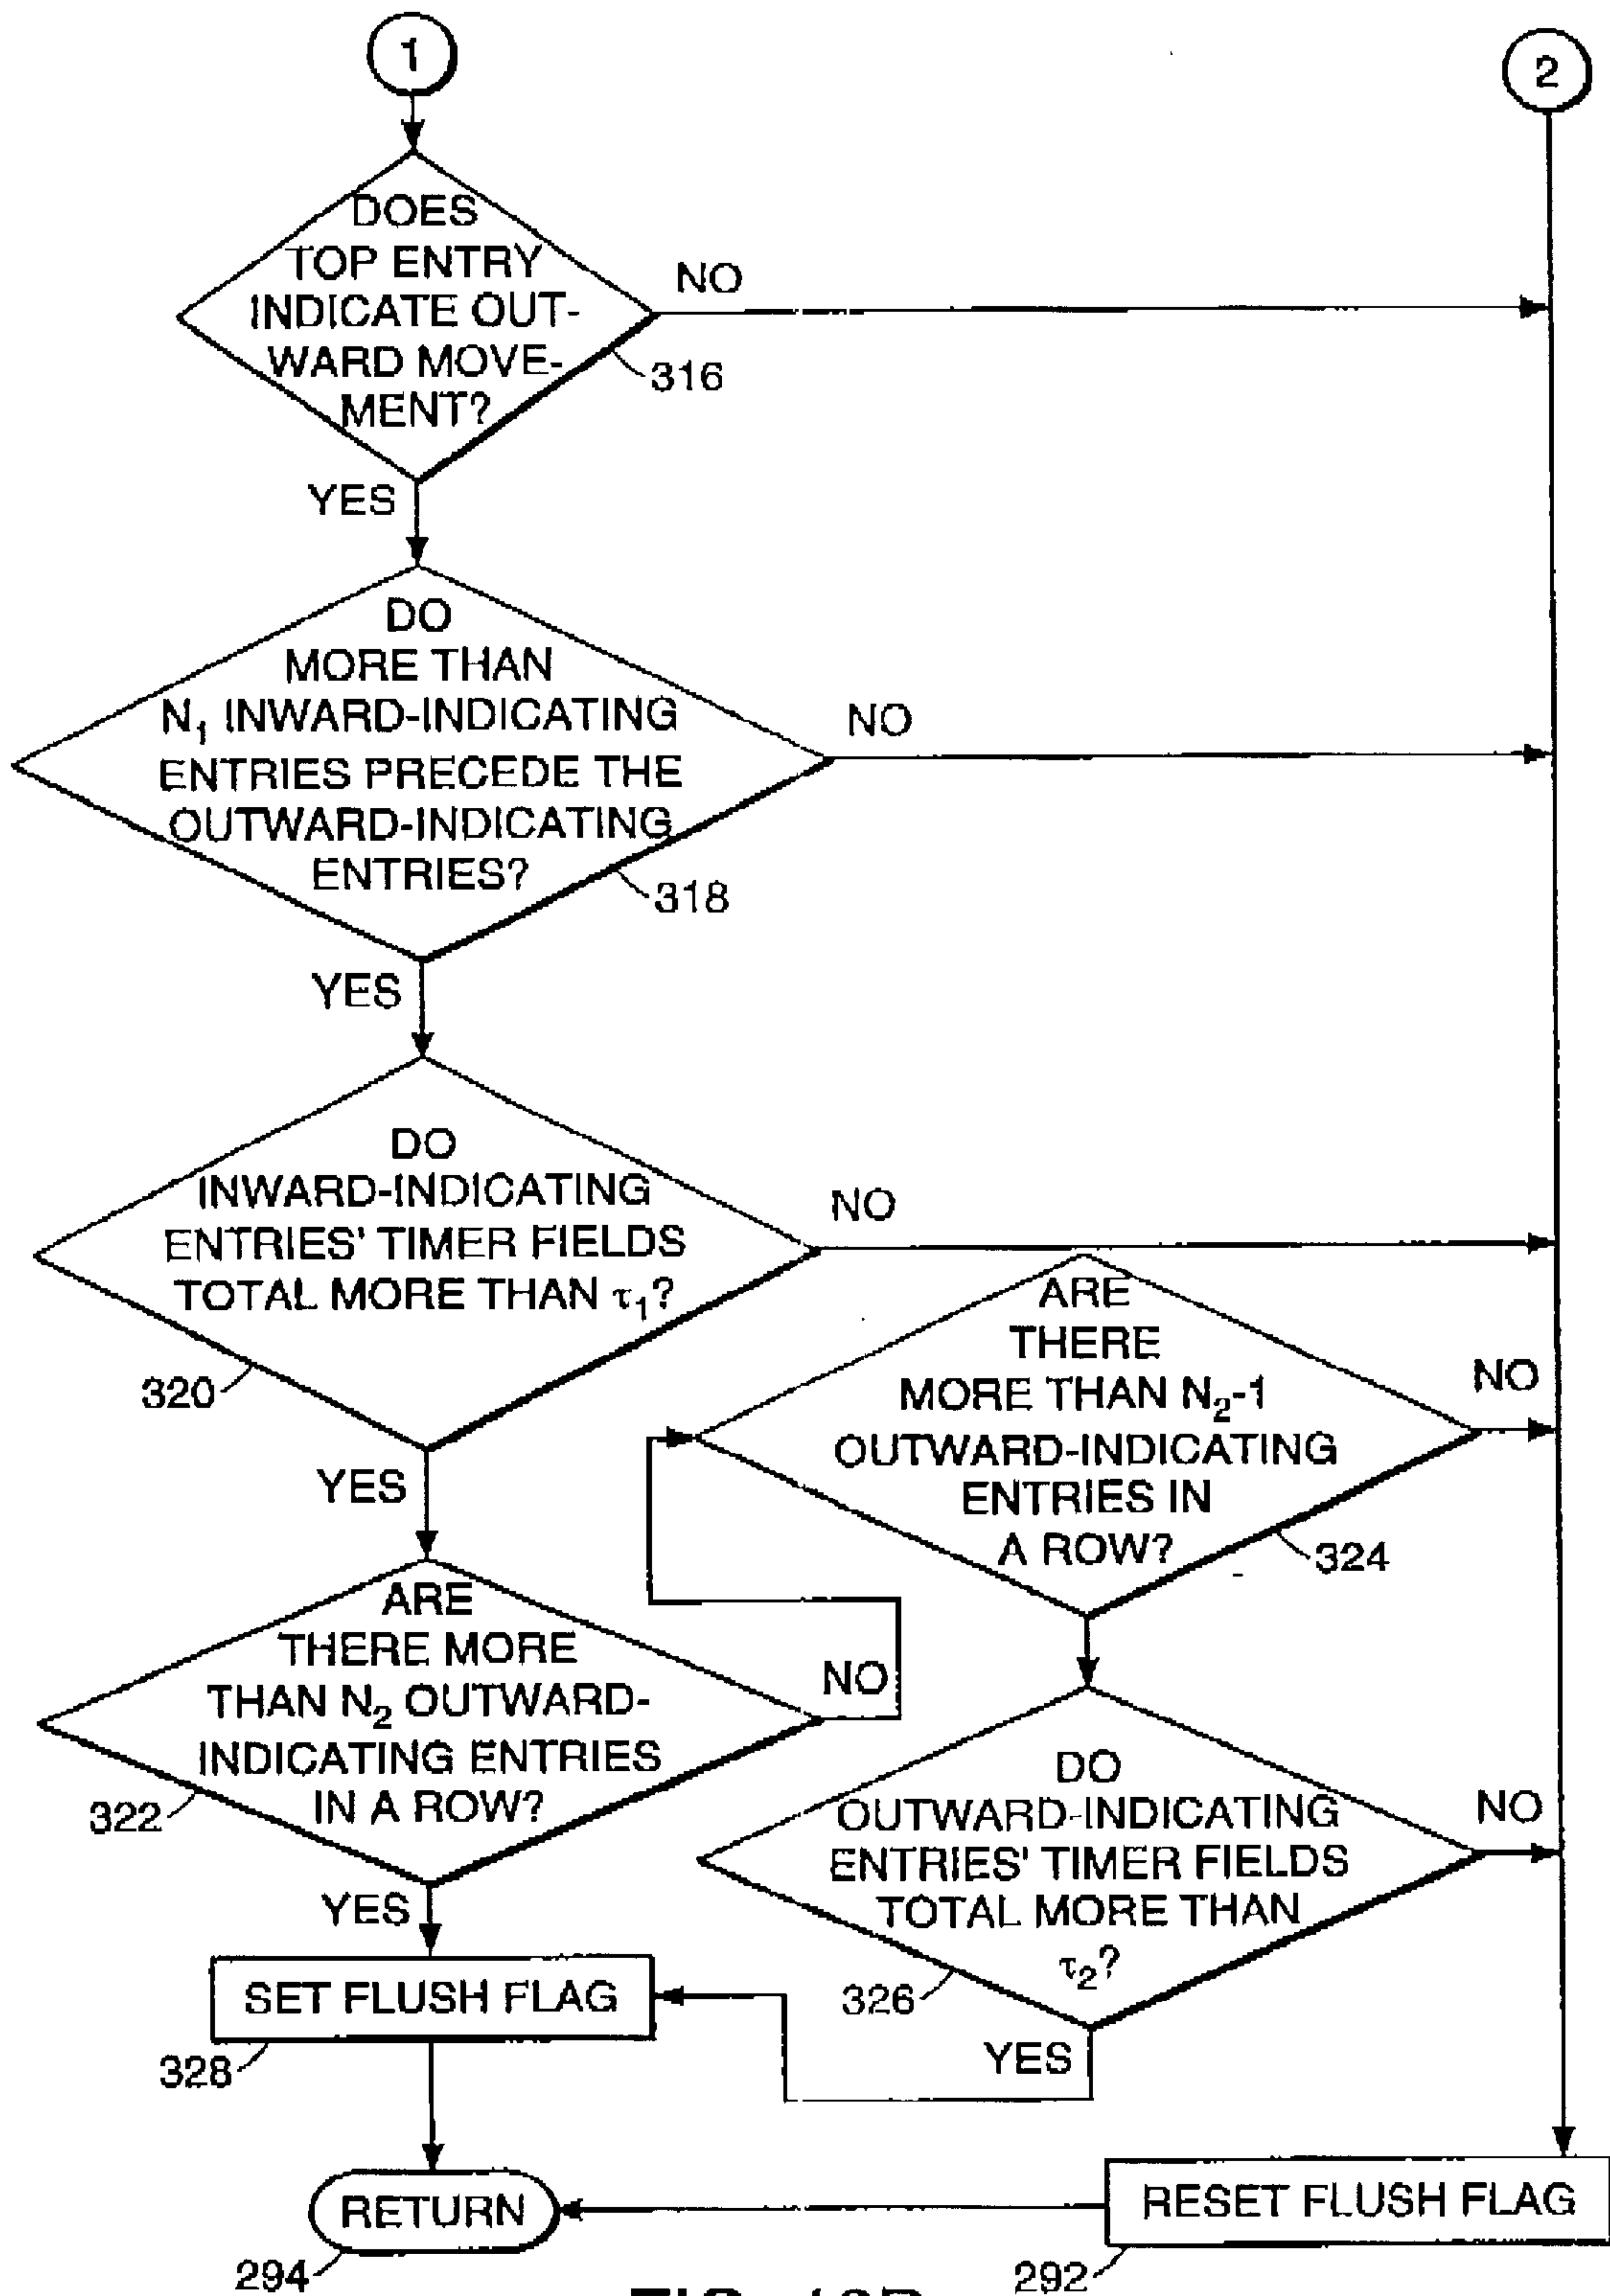 1
2
DOES
TOP ENTRY
INDICATE OUT-
WARD MOVE-
MENT?
NO
316
YES
DO
MORE THAN
N₁ INWARD-INDICATING
ENTRIES PRECEDE THE
OUTWARD-INDICATING
ENTRIES?
NO
318
YES
DO
INWARD-INDICATING
ENTRIES' TIMER FIELDS
TOTAL MORE THAN τ₁?
NO
320
YES
ARE
THERE
MORE THAN N₂-1
OUTWARD-INDICATING
ENTRIES IN
A ROW?
NO
324
ARE
THERE MORE
THAN N₂ OUTWARD-
INDICATING ENTRIES
IN A ROW?
NO
322
YES
DO
OUTWARD-INDICATING
ENTRIES' TIMER FIELDS
TOTAL MORE THAN
τ₂?
NO
326
YES
SET FLUSH FLAG
328
RETURN
294
RESET FLUSH FLAG
292